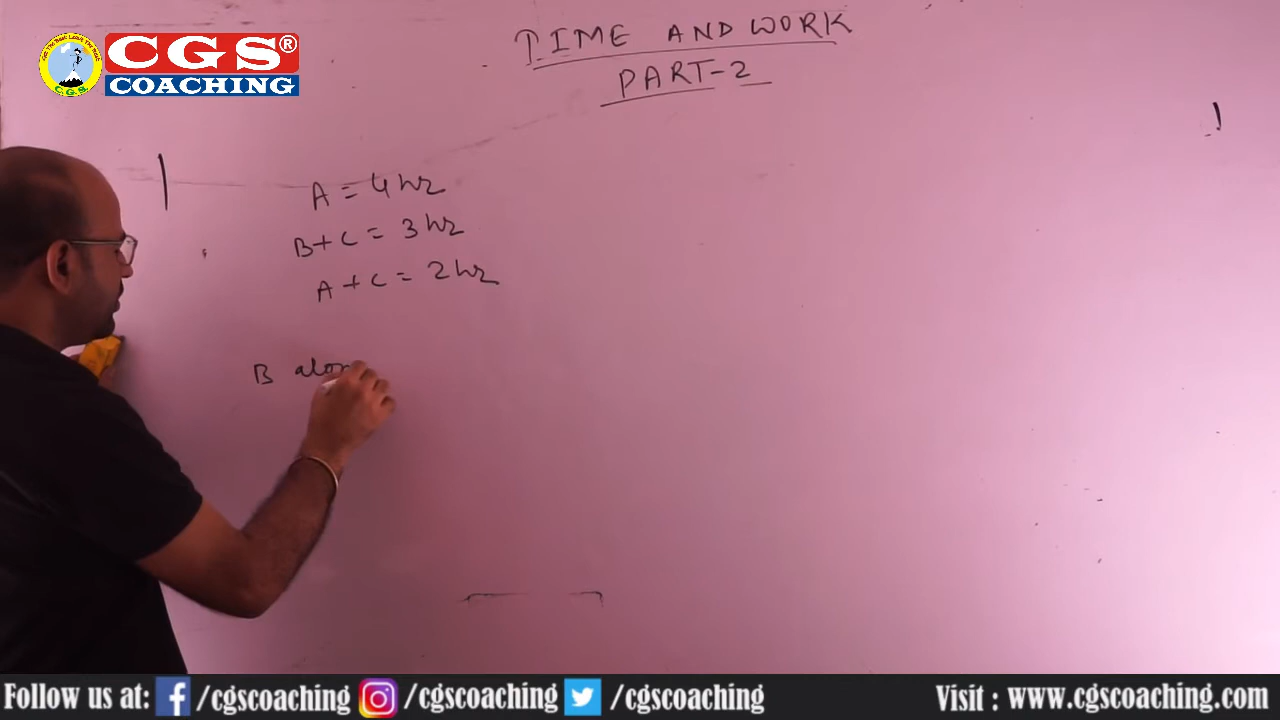 CGS®
COACHING
C.G.S.
TIME AND WORK
PART-2
A = 4 hr
B+C = 3 hr
A+C = 2 hr
B alon
Follow us at: /cgscoaching /cgscoaching /cgscoaching Visit : www.cgscoaching.com